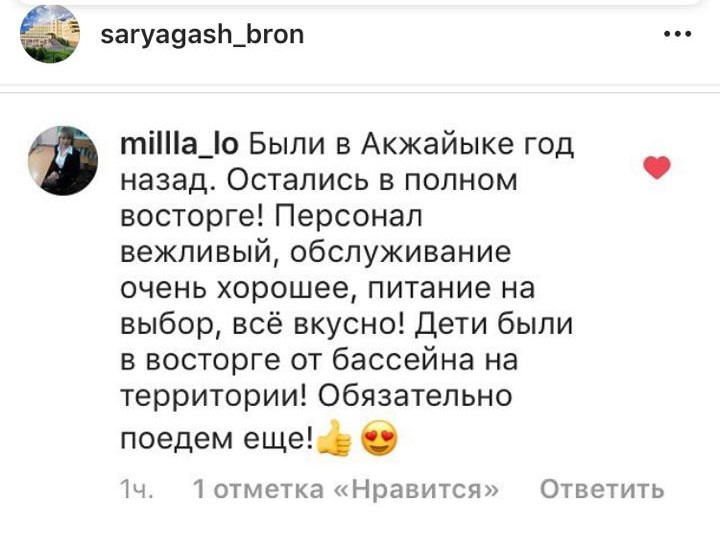 saryagash_bron
millla_lo Были в Акжайыке год
назад. Остались в полном
восторге! Персонал
вежливый, обслуживание
очень хорошее, питание на
выбор, всё вкусно! Дети были
в восторге от бассейна на
территории! Обязательно
поедем еще!👍😍
1ч. 1 отметка «Нравится» Ответить